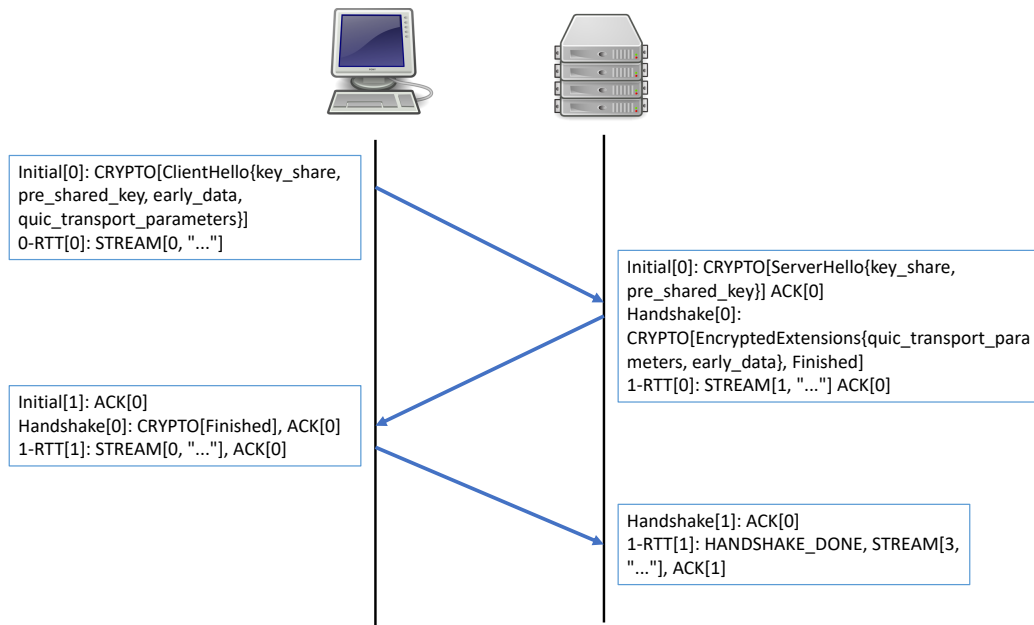 Initial[0]: CRYPTO[ClientHello{key_share,
pre_shared_key, early_data,
quic_transport_parameters}]
0-RTT[0]: STREAM[0, "..."]
Initial[0]: CRYPTO[ServerHello{key_share,
pre_shared_key}] ACK[0]
Handshake[0]:
CRYPTO[EncryptedExtensions{quic_transport_para
meters, early_data}, Finished]
1-RTT[0]: STREAM[1, "..."] ACK[0]
Initial[1]: ACK[0]
Handshake[0]: CRYPTO[Finished], ACK[0]
1-RTT[1]: STREAM[0, "..."], ACK[0]
Handshake[1]: ACK[0]
1-RTT[1]: HANDSHAKE_DONE, STREAM[3,
"..."], ACK[1]